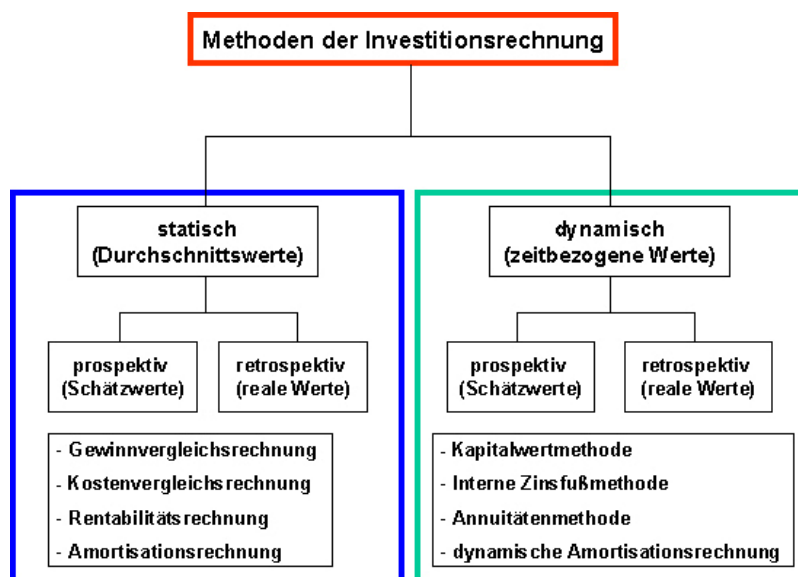 Methoden der Investitionsrechnung
statisch
(Durchschnittswerte)
prospektiv
(Schätzwerte)
retrospektiv
(reale Werte)
- Gewinnvergleichsrechnung
- Kostenvergleichsrechnung
- Rentabilitätsrechnung
- Amortisationsrechnung
dynamisch
(zeitbezogene Werte)
prospektiv
(Schätzwerte)
retrospektiv
(reale Werte)
- Kapitalwertmethode
- Interne Zinsfußmethode
- Annuitätenmethode
- dynamische Amortisationsrechnung